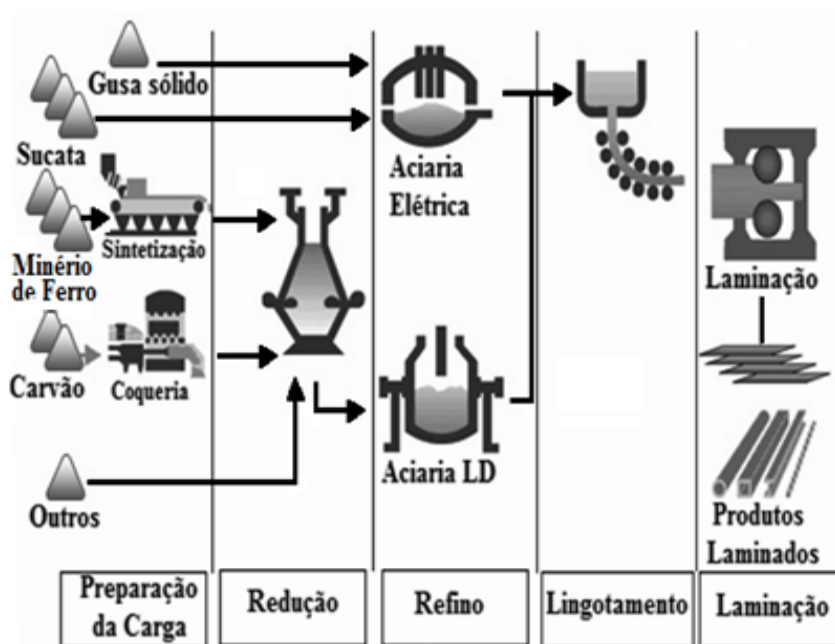 Gusa sólido
Sucata
Minério
de Ferro
Sintetização
Carvão
Coqueria
Outros
Aciaria
Elétrica
Aciaria LD
Laminação
Produtos
Laminados
Preparação
da Carga
Redução
Refino
Lingotamento
Laminação